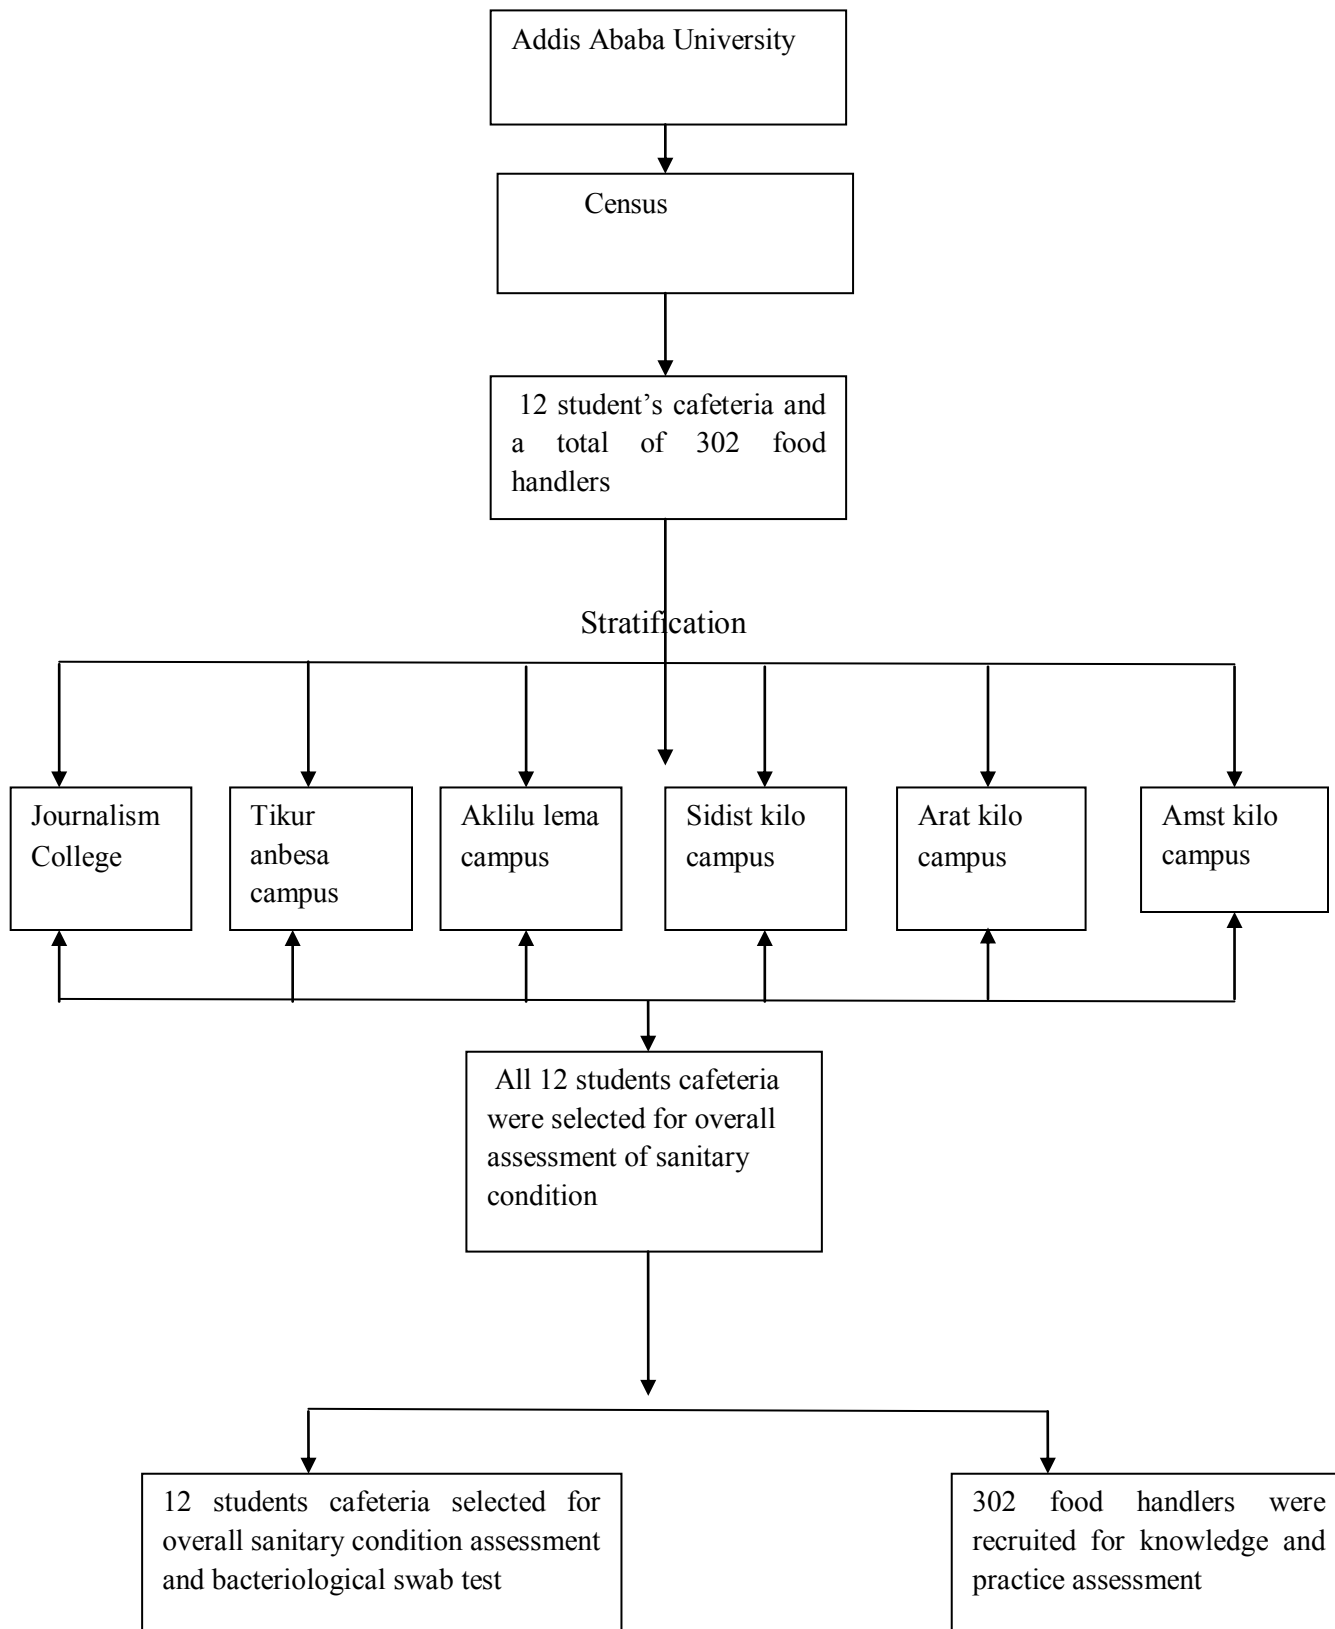 Addis Ababa University
Census
12 student’s cafeteria and
a total of 302 food
handlers
Stratification
Journalism
College
Tikur
anbesa
campus
Aklilu lema
campus
Sidist kilo
campus
Arat kilo
campus
Amst kilo
campus
All 12 students cafeteria
were selected for overall
assessment of sanitary
condition
12 students cafeteria selected for
overall sanitary condition assessment
and bacteriological swab test
302 food handlers were
recruited for knowledge and
practice assessment